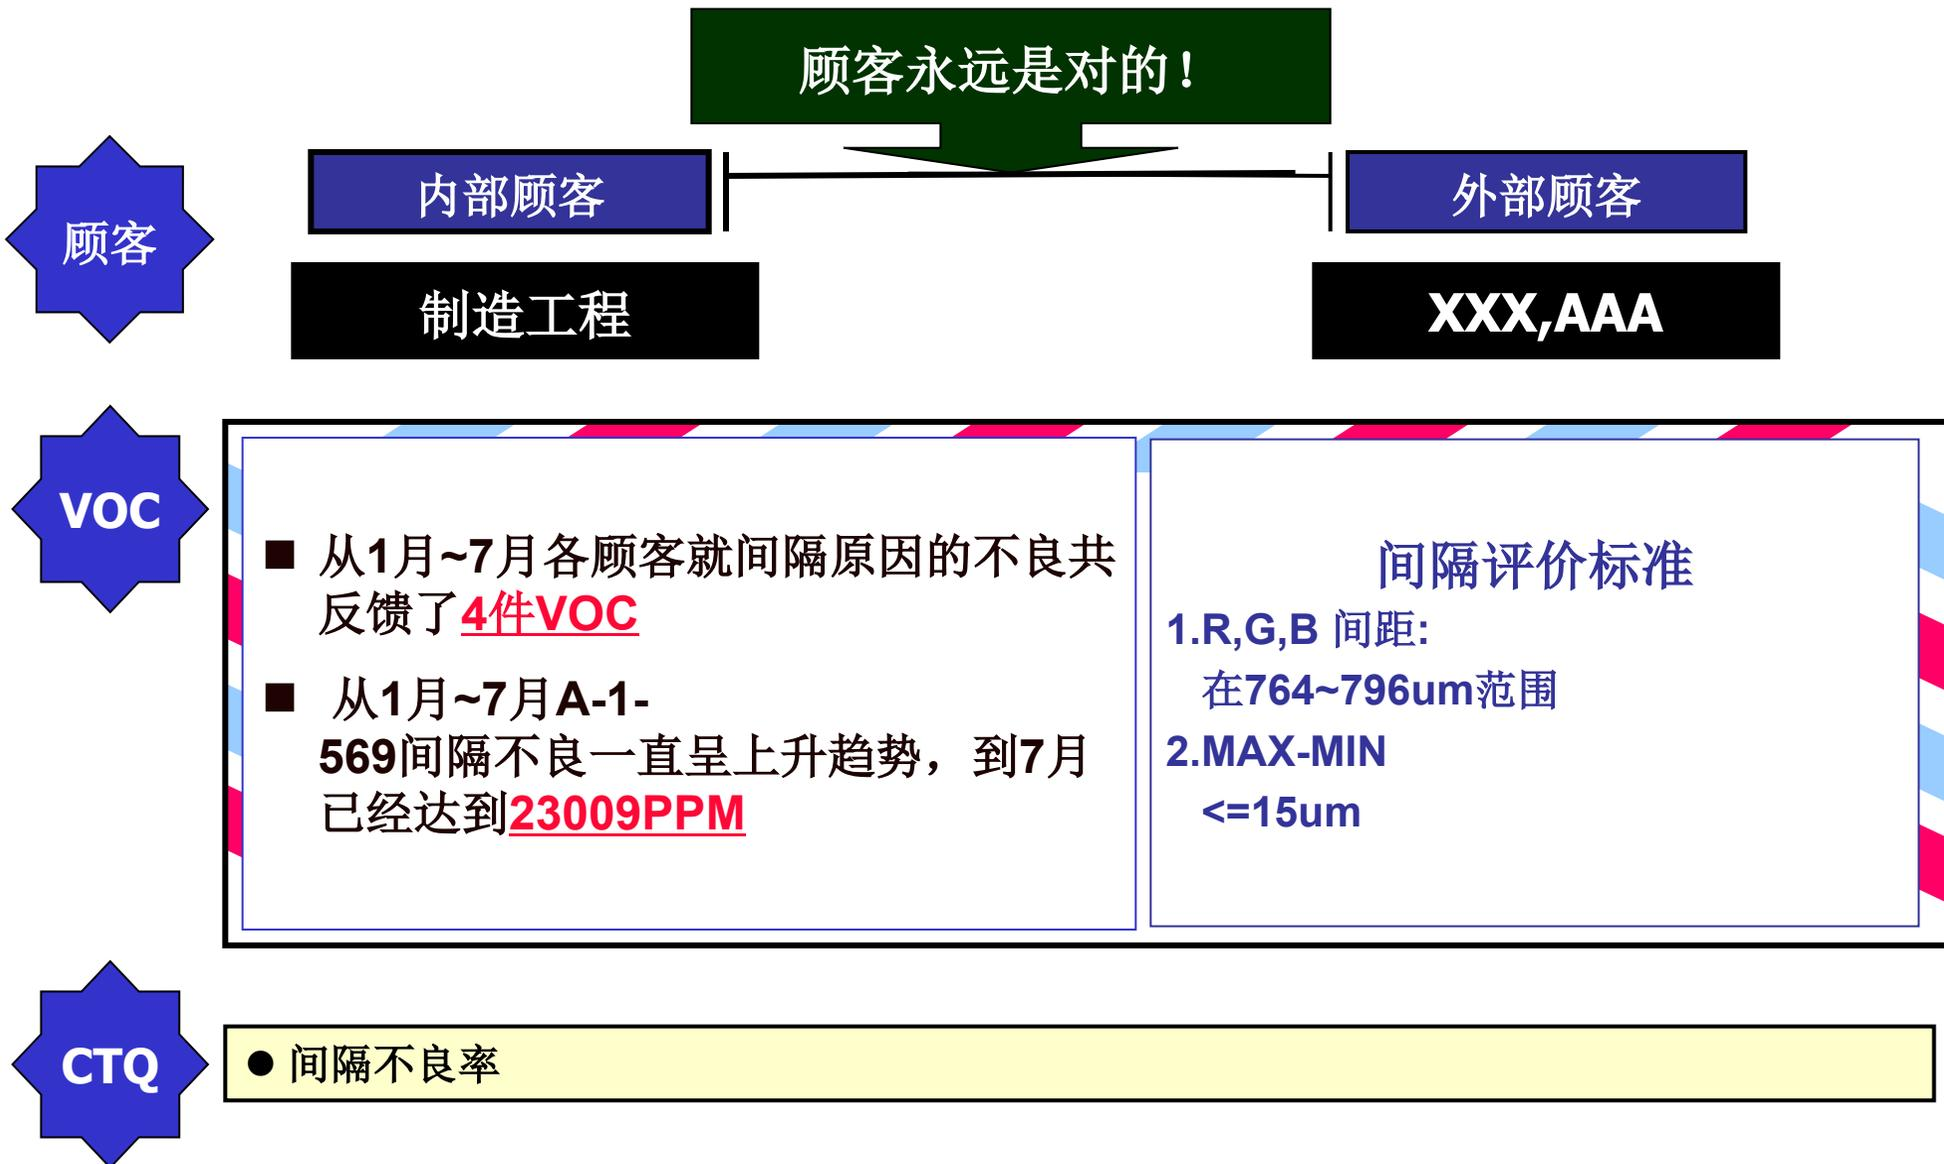 顾客永远是对的！
顾客
内部顾客
外部顾客
制造工程
XXX,AAA
VOC
■ 从1月~7月各顾客就间隔原因的不良共
反馈了4件VOC
■ 从1月~7月A-1-
569间隔不良一直呈上升趋势，到7月
已经达到23009PPM
间隔评价标准
1.R,G,B 间距:
在764~796um范围
2.MAX-MIN
<=15um
CTQ
● 间隔不良率